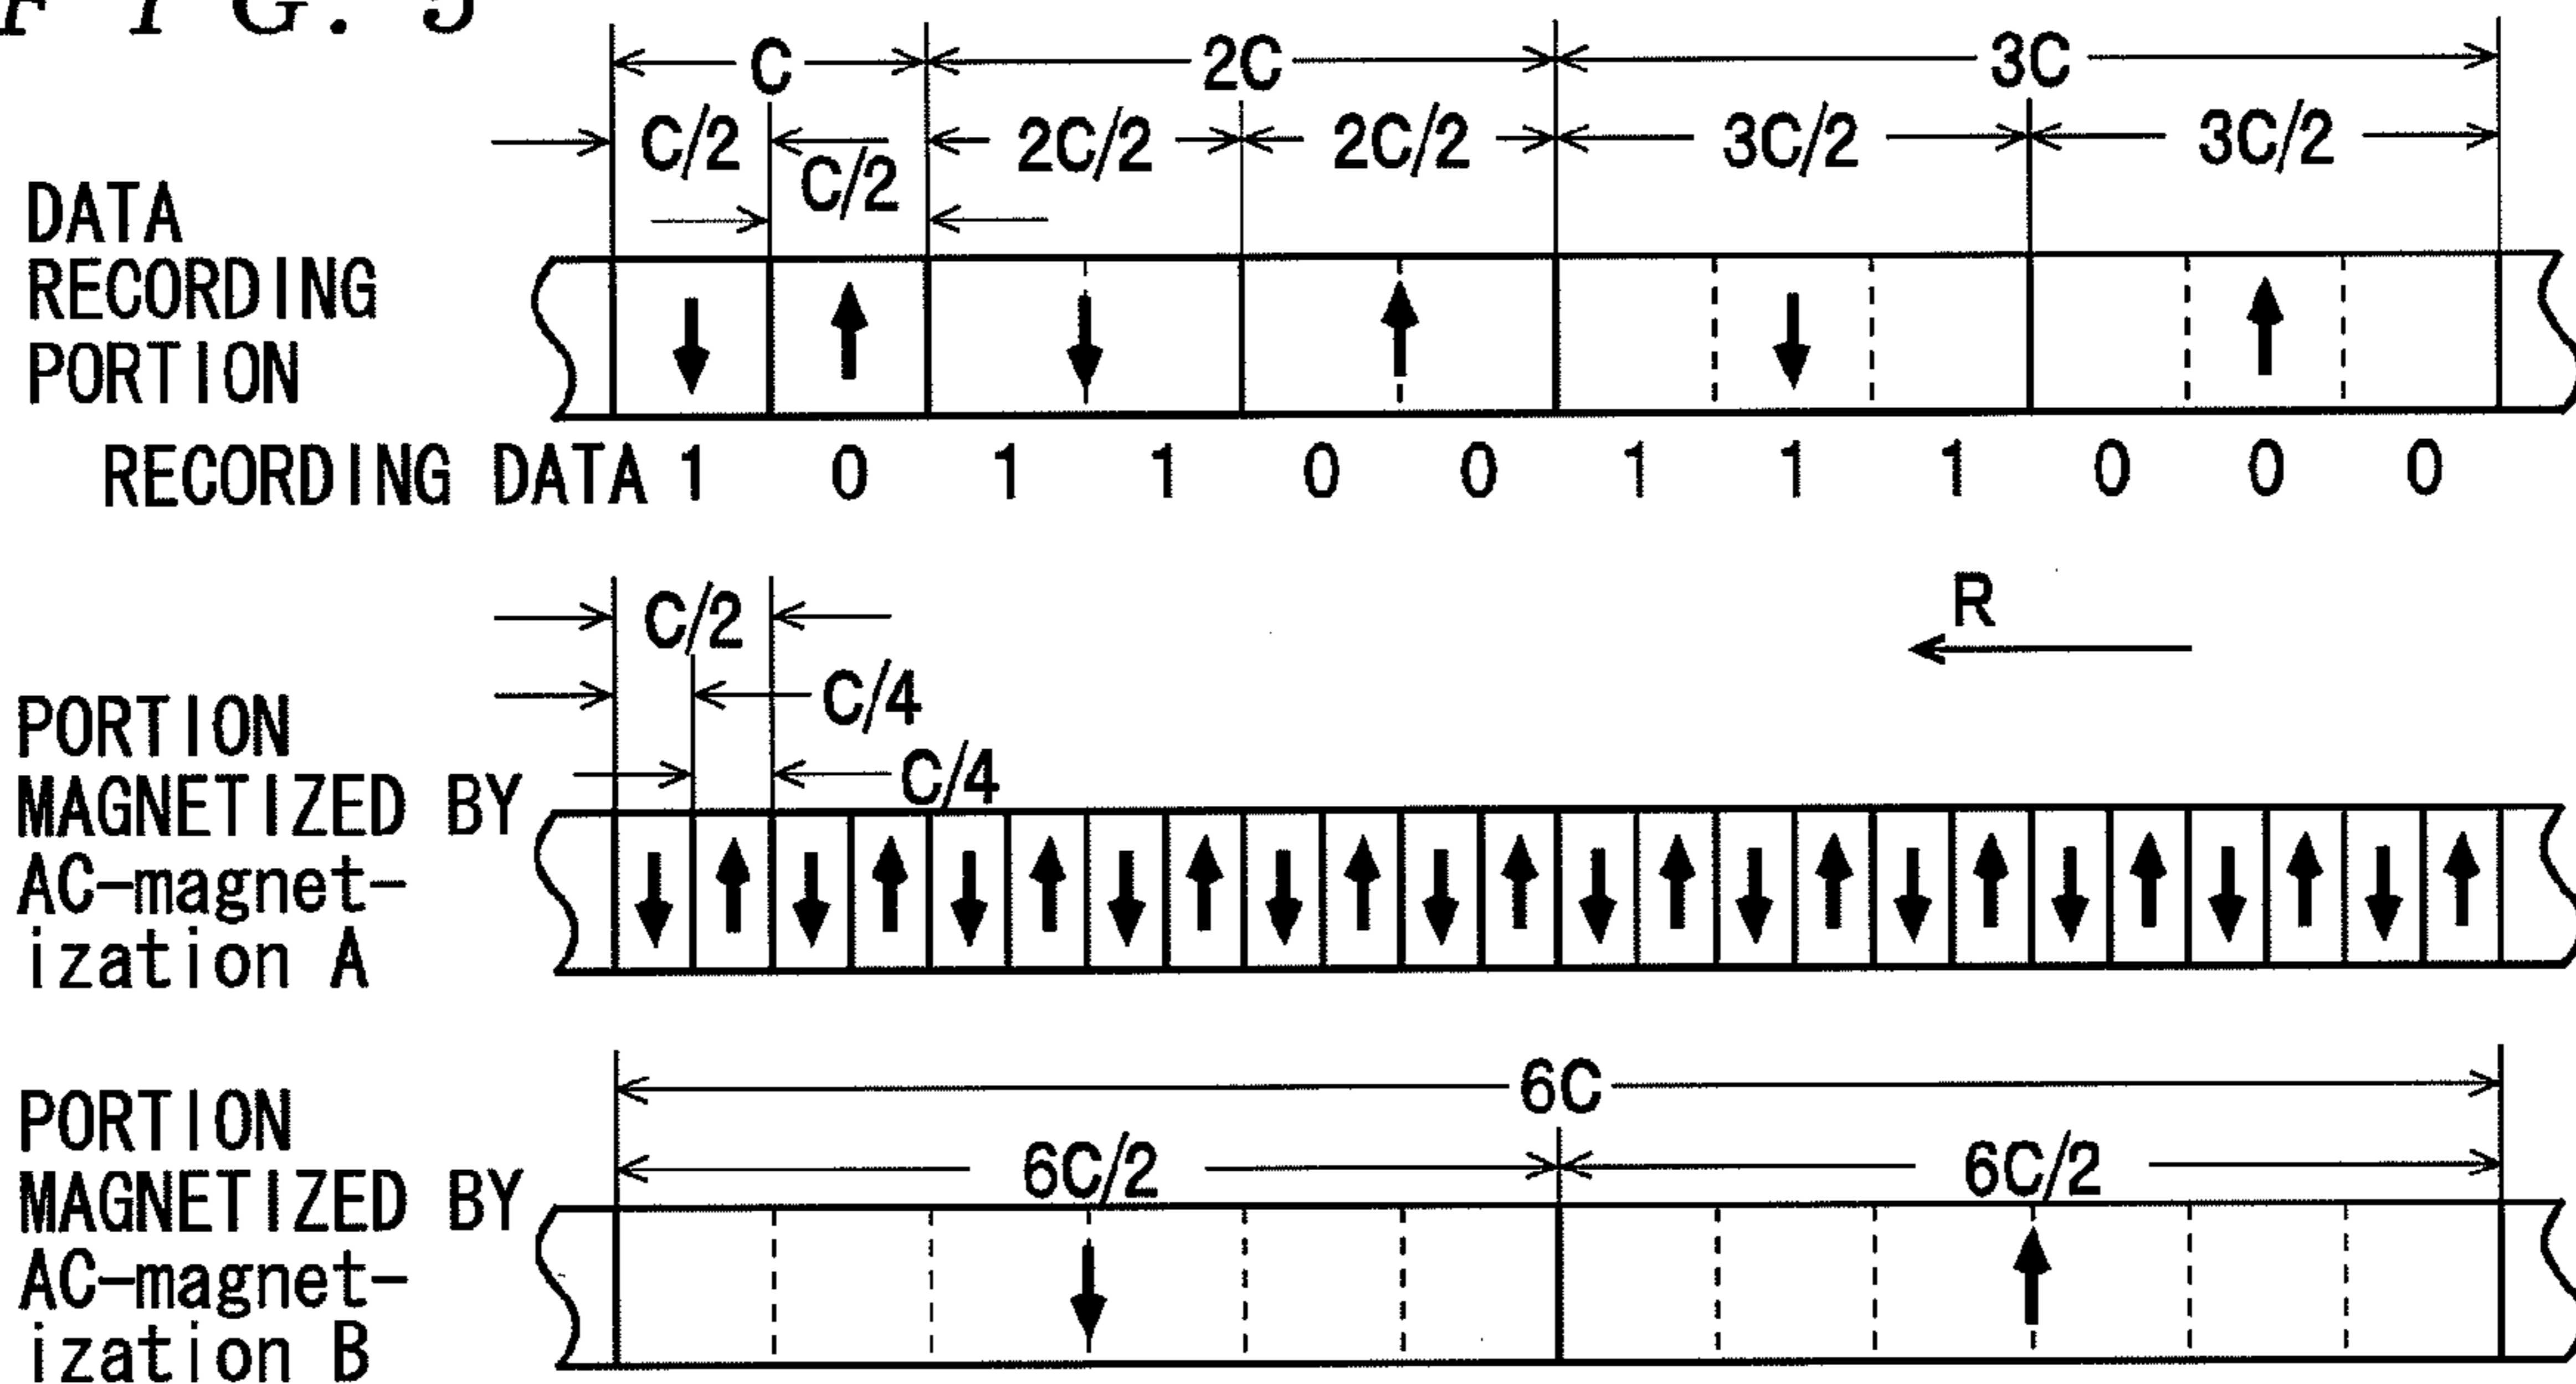 FIG. 5
C 2C 3C
C/2 C/2 2C/2 2C/2 3C/2 3C/2
DATA
RECORDING
PORTION
RECORDING DATA 1 0 1 1 0 0 1 1 1 0 0 0
R
C/2
C/4
C/4
PORTION
MAGNETIZED BY
AC-magnet-
ization A
6C
6C/2 6C/2
PORTION
MAGNETIZED BY
AC-magnet-
ization B